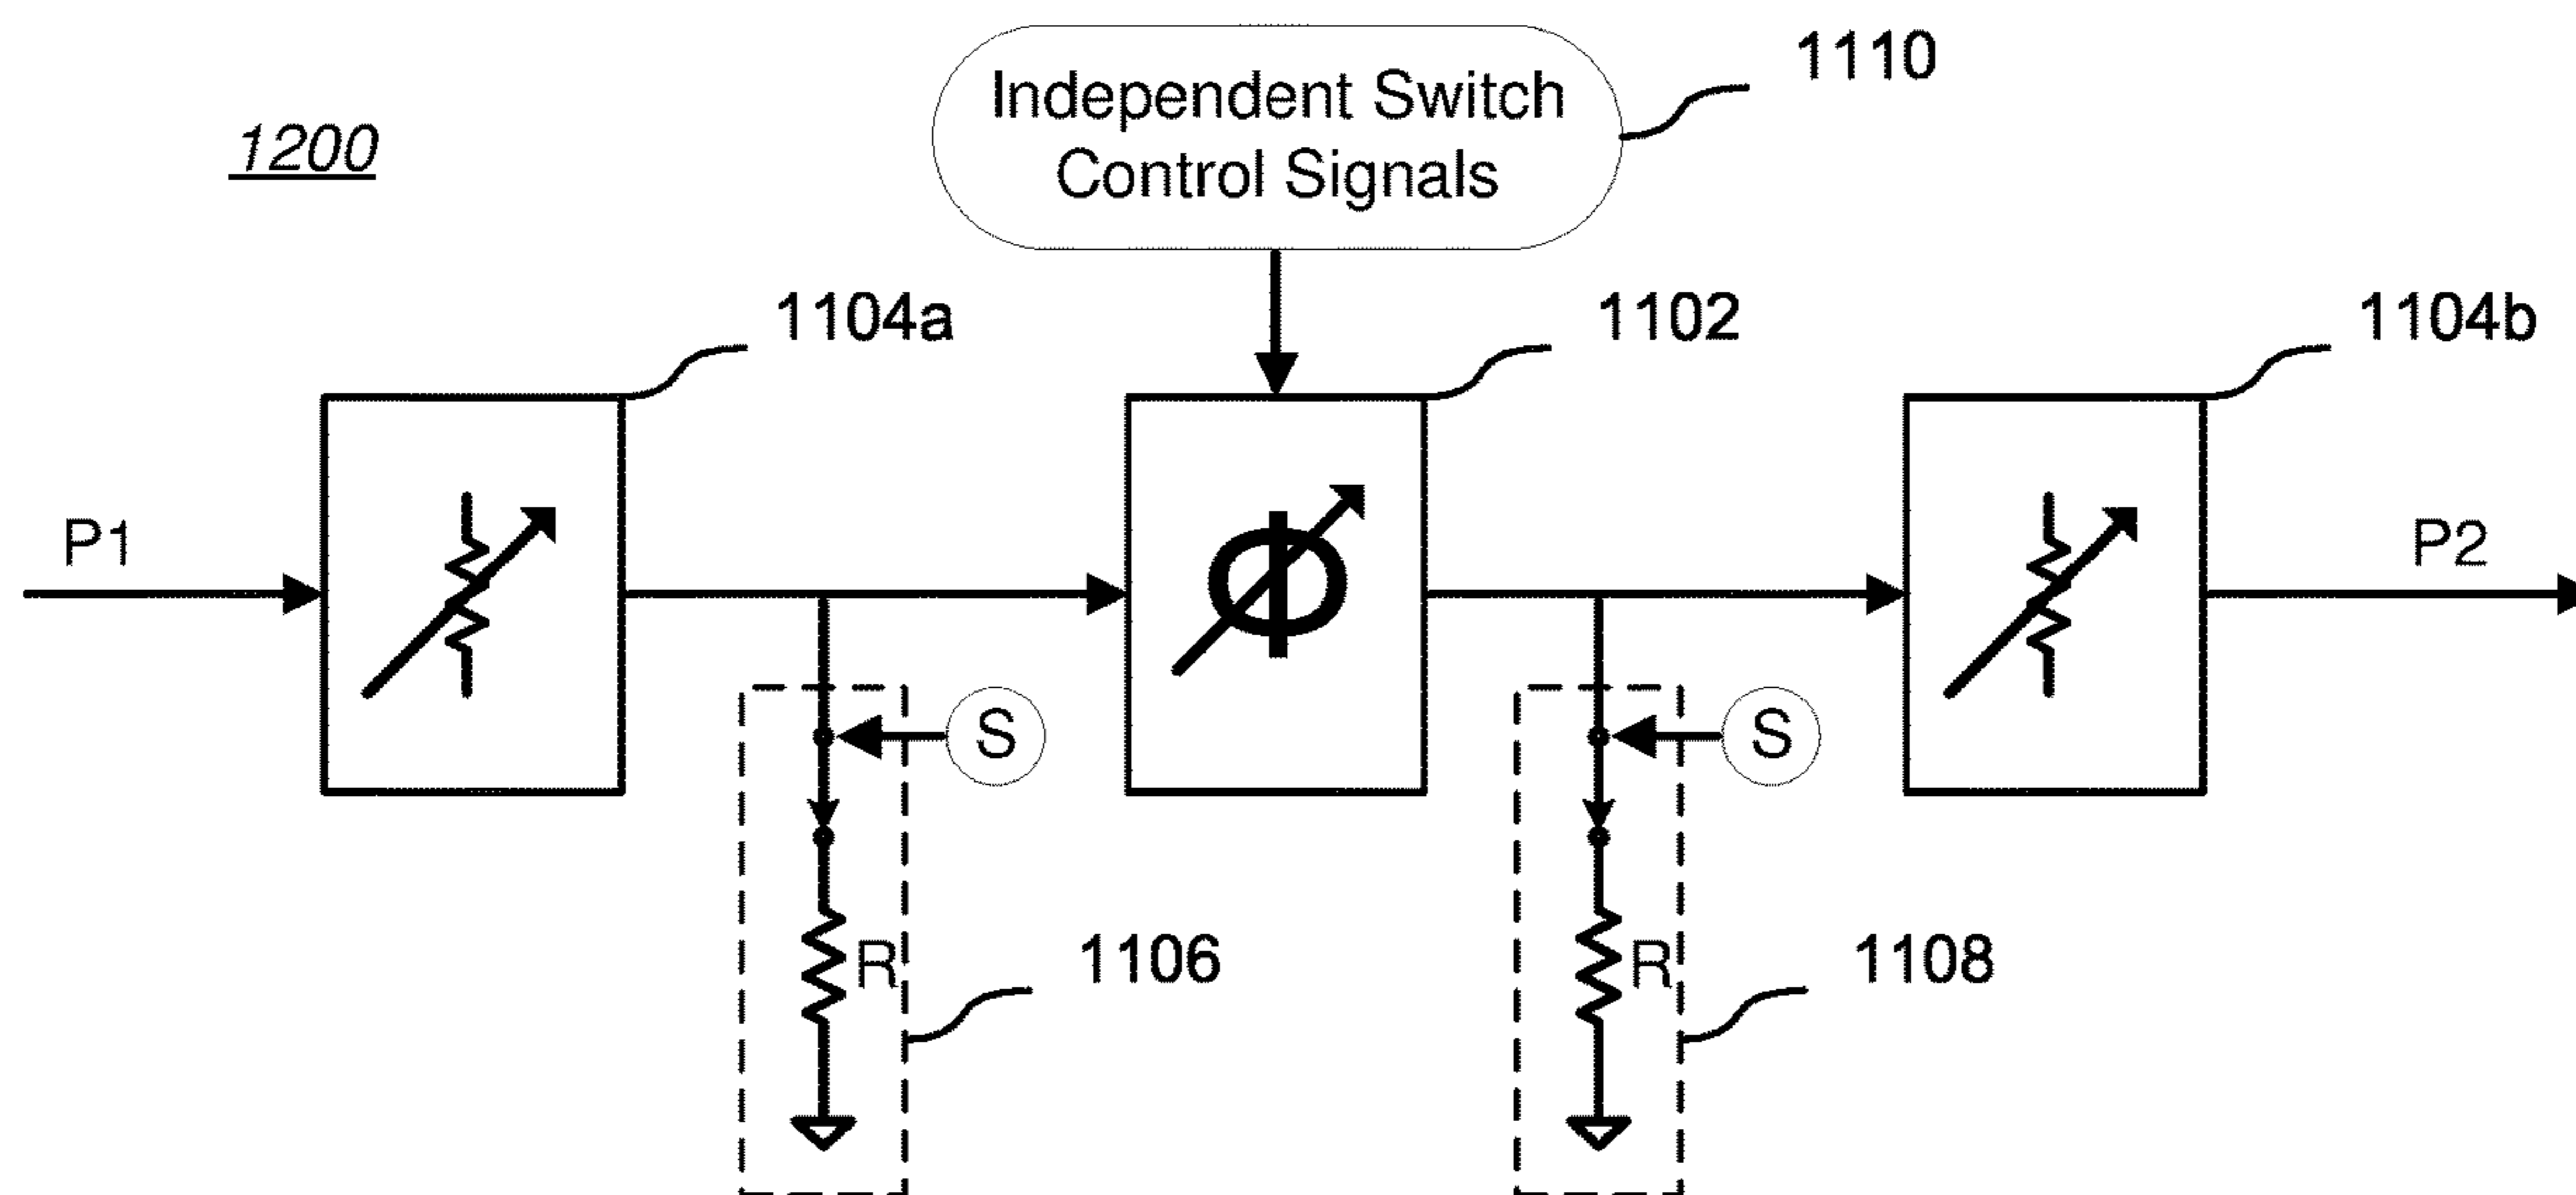 1110
Independent Switch
Control Signals
1200
1104a
1102
1104b
P1
Φ
P2
S
S
R
R
1106
1108